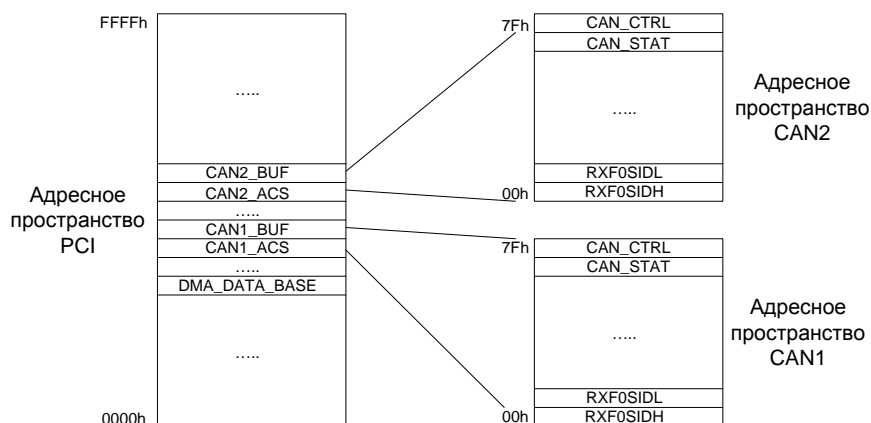 FFFFh
…..
CAN2_BUF
CAN2_ACS
…..
CAN1_BUF
CAN1_ACS
…..
DMA_DATA_BASE
…..
0000h
Адресное
пространство
PCI
7Fh
CAN_CTRL
CAN_STAT
…..
RXF0SIDL
00h
RXF0SIDH
Адресное
пространство
CAN2
7Fh
CAN_CTRL
CAN_STAT
…..
RXF0SIDL
00h
RXF0SIDH
Адресное
пространство
CAN1